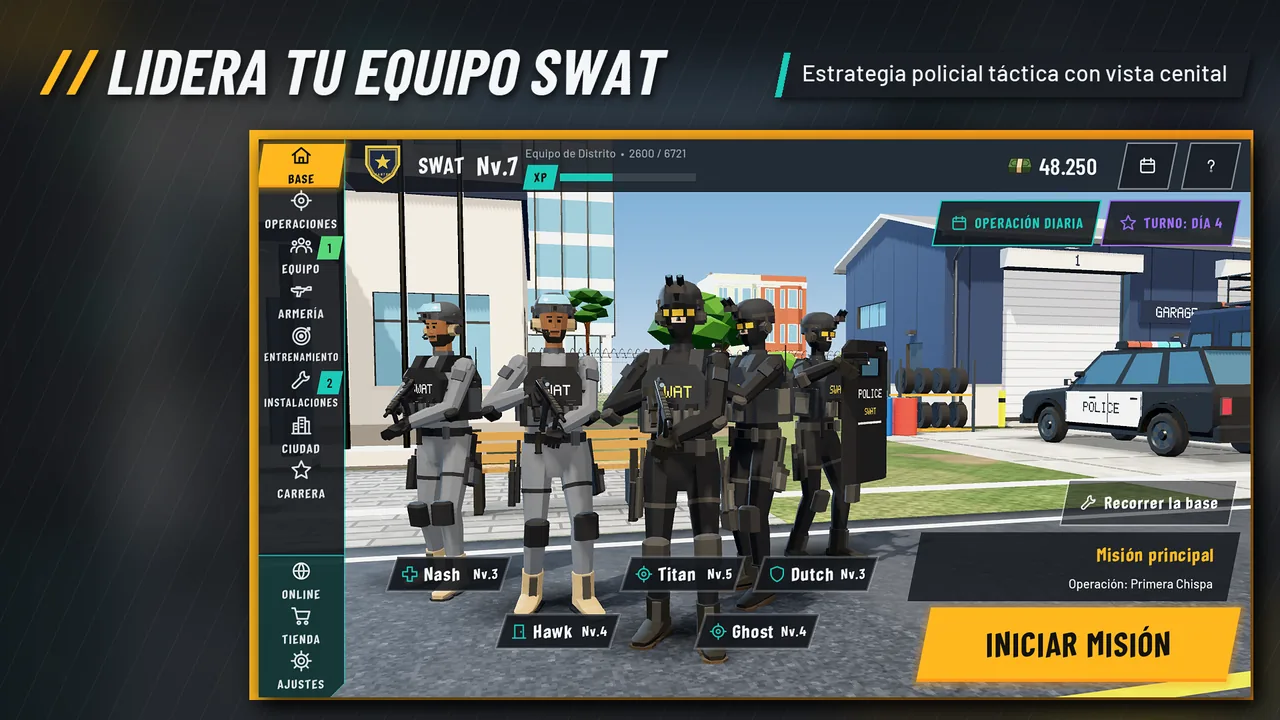 // LIDERA TU EQUIPO SWAT
Estrategia policial táctica con vista cenital
BASE
SWAT Nv.7
Equipo de Distrito • 2600 / 6721
XP
48.250
?
OPERACIONES
1
EQUIPO
ARMERÍA
ENTRENAMIENTO
2
INSTALACIONES
CIUDAD
CARRERA
ONLINE
TIENDA
AJUSTES
OPERACIÓN DIARIA
TURNO: DÍA 4
1
GARAGE
POLICE
SWAT
WAT
WAT
SWA
POLICE
SWAT
Recorrer la base
Nash Nv.3
Titan Nv.5
Dutch Nv.3
Hawk Nv.4
Ghost Nv.4
Misión principal
Operación: Primera Chispa
INICIAR MISIÓN